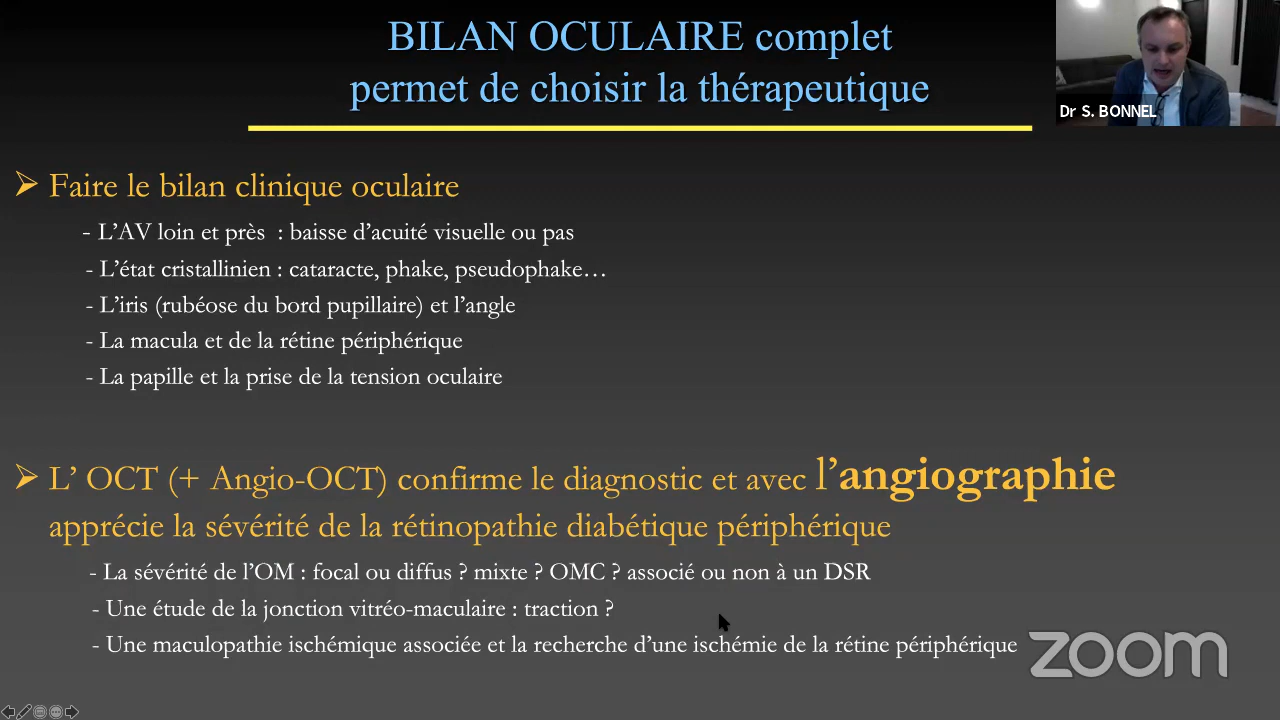 BILAN OCULAIRE complet
permet de choisir la thérapeutique
Dr S. BONNEL
➢ Faire le bilan clinique oculaire
- L’AV loin et près : baisse d’acuité visuelle ou pas
- L’état cristallinien : cataracte, phake, pseudophake…
- L’iris (rubéose du bord pupillaire) et l’angle
- La macula et de la rétine périphérique
- La papille et la prise de la tension oculaire
➢ L’ OCT (+ Angio-OCT) confirme le diagnostic et avec l’angiographie
apprécie la sévérité de la rétinopathie diabétique périphérique
- La sévérité de l’OM : focal ou diffus ? mixte ? OMC ? associé ou non à un DSR
- Une étude de la jonction vitréo-maculaire : traction ?
- Une maculopathie ischémique associée et la recherche d’une ischémie de la rétine périphérique
zoom